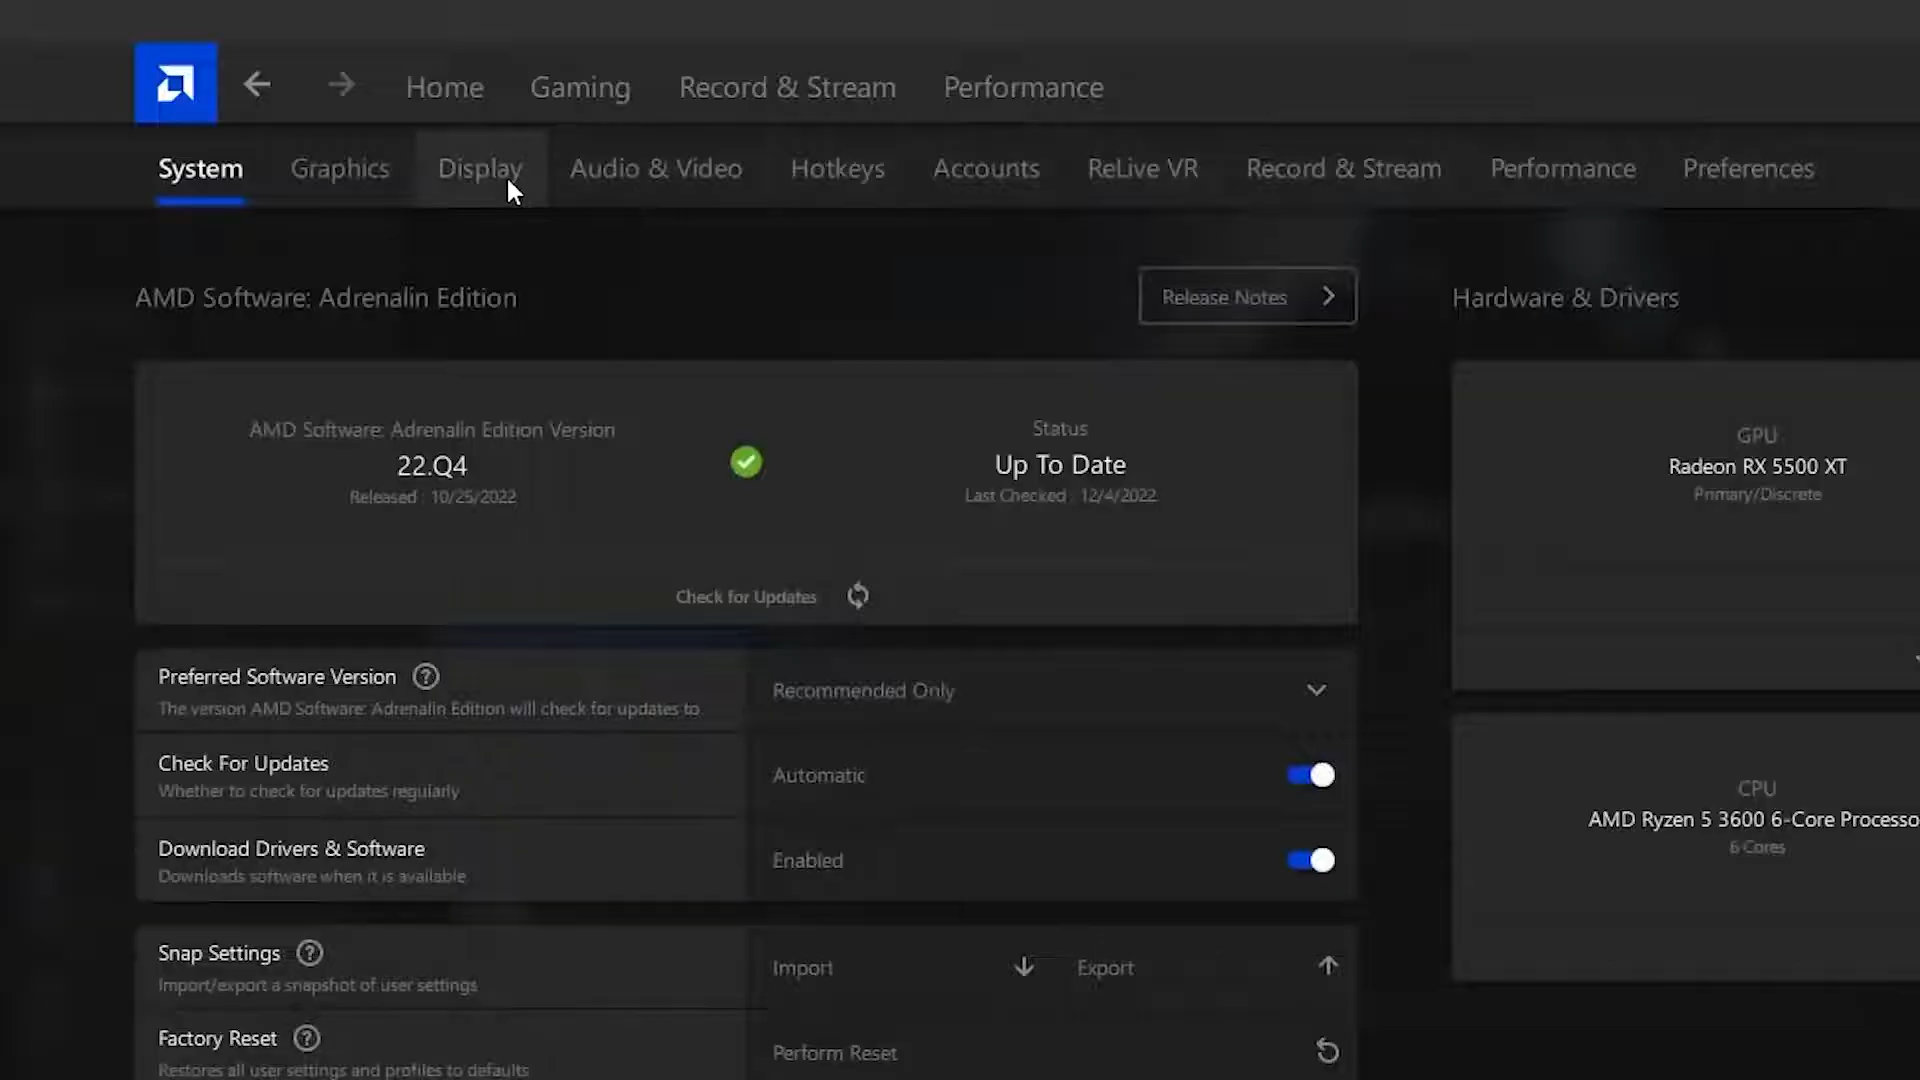 Home Gaming Record & Stream Performance
System Graphics Display Audio & Video Hotkeys Accounts ReLive VR Record & Stream Performance Preferences
AMD Software: Adrenalin Edition
Release Notes
Hardware & Drivers
AMD Software: Adrenalin Edition Version
22.Q4
Released : 10/25/2022
Status
Up To Date
Last Checked : 12/4/2022
Check for Updates
GPU
Radeon RX 5500 XT
Primary/Discrete
Preferred Software Version
The version AMD Software: Adrenalin Edition will check for updates to
Recommended Only
Check For Updates
Whether to check for updates regularly
Automatic
Download Drivers & Software
Downloads software when it is available
Enabled
CPU
AMD Ryzen 5 3600 6-Core Processo
6 Cores
Snap Settings
Import/export a snapshot of user settings
Import
Export
Factory Reset
Restores all user settings and profiles to defaults
Perform Reset